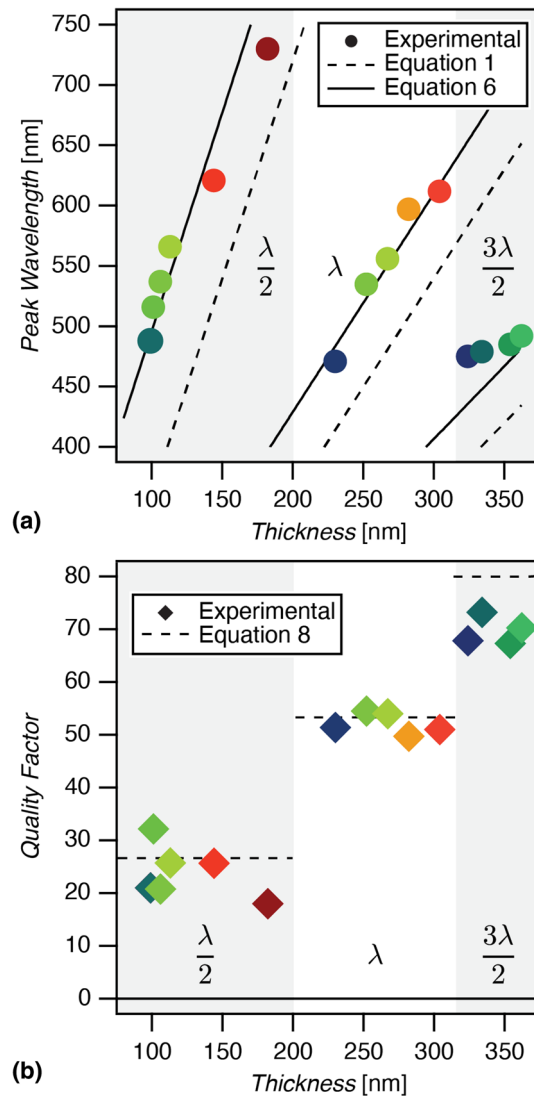 750
700
650
600
550
500
450
400
Peak Wavelength [nm]
Experimental
Equation 1
Equation 6
λ/2
λ
3λ/2
100
150
200
250
300
350
Thickness [nm]
(a)
80
70
60
50
40
30
20
10
0
Quality Factor
Experimental
Equation 8
λ/2
λ
3λ/2
100
150
200
250
300
350
Thickness [nm]
(b)